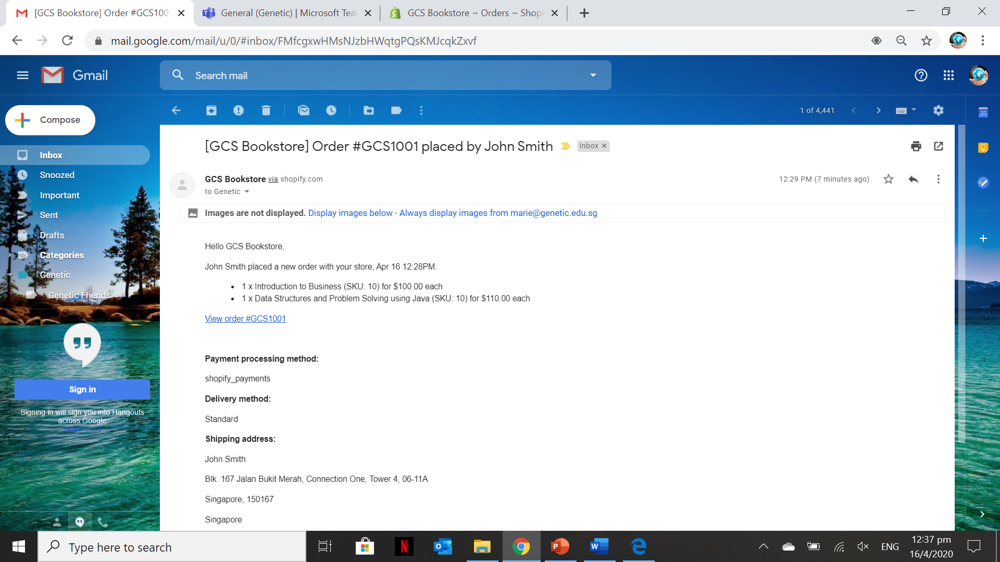 [GCS Bookstore] Order #GCS1001
General (Genetic) | Microsoft Tea
GCS Bookstore ~ Orders ~ Shopi
mail.google.com/mail/u/0/#inbox/FMfcgxwHMsNJzbHWqtgPQsKMJcqkZxvf
Gmail
Search mail
Compose
1 of 4,441
31
Inbox
Snoozed
Important
Sent
Drafts
Categories
Genetic
Genetic Friends
Sign in
Signing in will sign you into Hangouts
across Google
Learn more
[GCS Bookstore] Order #GCS1001 placed by John Smith
Inbox ×
GCS Bookstore via shopify.com
12:29 PM (7 minutes ago)
to Genetic
Images are not displayed. Display images below - Always display images from marie@genetic.edu.sg
Hello GCS Bookstore,
John Smith placed a new order with your store, Apr 16 12:28PM:
• 1 x Introduction to Business (SKU: 10) for $100.00 each
• 1 x Data Structures and Problem Solving using Java (SKU: 10) for $110.00 each
View order #GCS1001
Payment processing method:
shopify_payments
Delivery method:
Standard
Shipping address:
John Smith
Blk. 167 Jalan Bukit Merah, Connection One, Tower 4, 06-11A
Singapore, 150167
Singapore
Type here to search
ENG
12:37 pm
16/4/2020